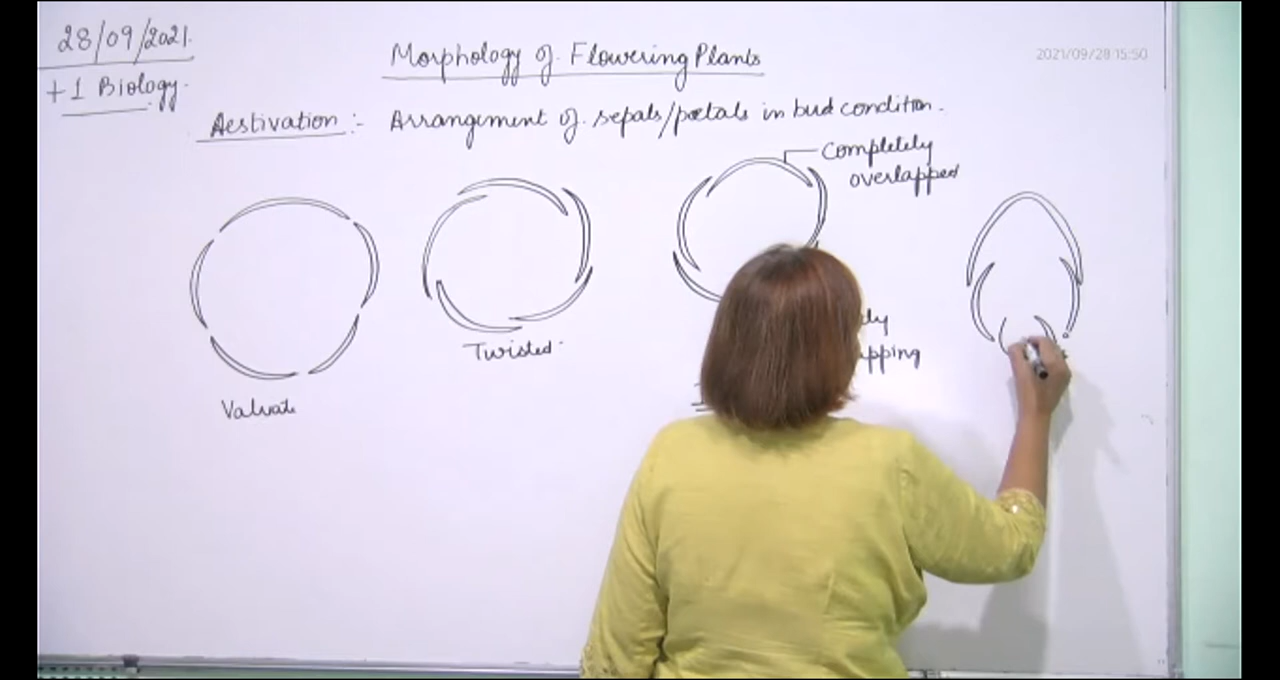 28/09/2021.
+1 Biology.
Morphology of Flowering Plants
2021/09/28 15:50
Aestivation :- Arrangement of sepals/petals in bud condition.
Completely
overlapped
Twisted
Valvate